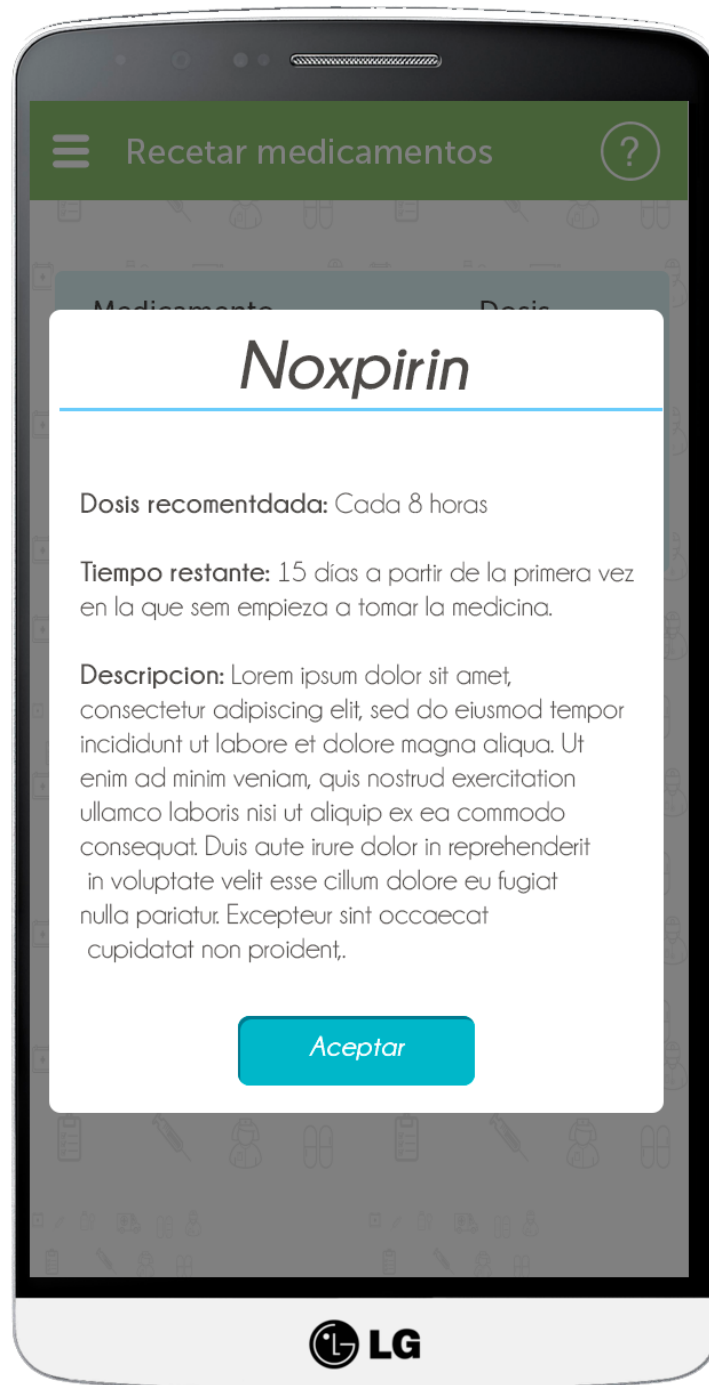 Recetar medicamentos
?
Medicamento Dosis
Noxpirin
Dosis recomentdada: Cada 8 horas
Tiempo restante: 15 días a partir de la primera vez
en la que sem empieza a tomar la medicina.
Descripcion: Lorem ipsum dolor sit amet,
consectetur adipiscing elit, sed do eiusmod tempor
incididunt ut labore et dolore magna aliqua. Ut
enim ad minim veniam, quis nostrud exercitation
ullamco laboris nisi ut aliquip ex ea commodo
consequat. Duis aute irure dolor in reprehenderit
in voluptate velit esse cillum dolore eu fugiat
nulla pariatur. Excepteur sint occaecat
cupidatat non proident,.
Aceptar
LG